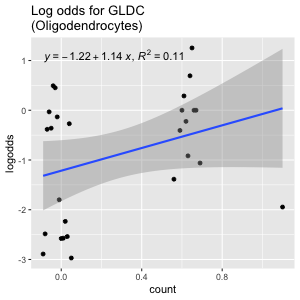 Log odds for GLDC
(Oligodendrocytes)
y = −1.22 + 1.14 x, R² = 0.11
1
0
-1
-2
-3
logodds
0.0 0.4 0.8
count